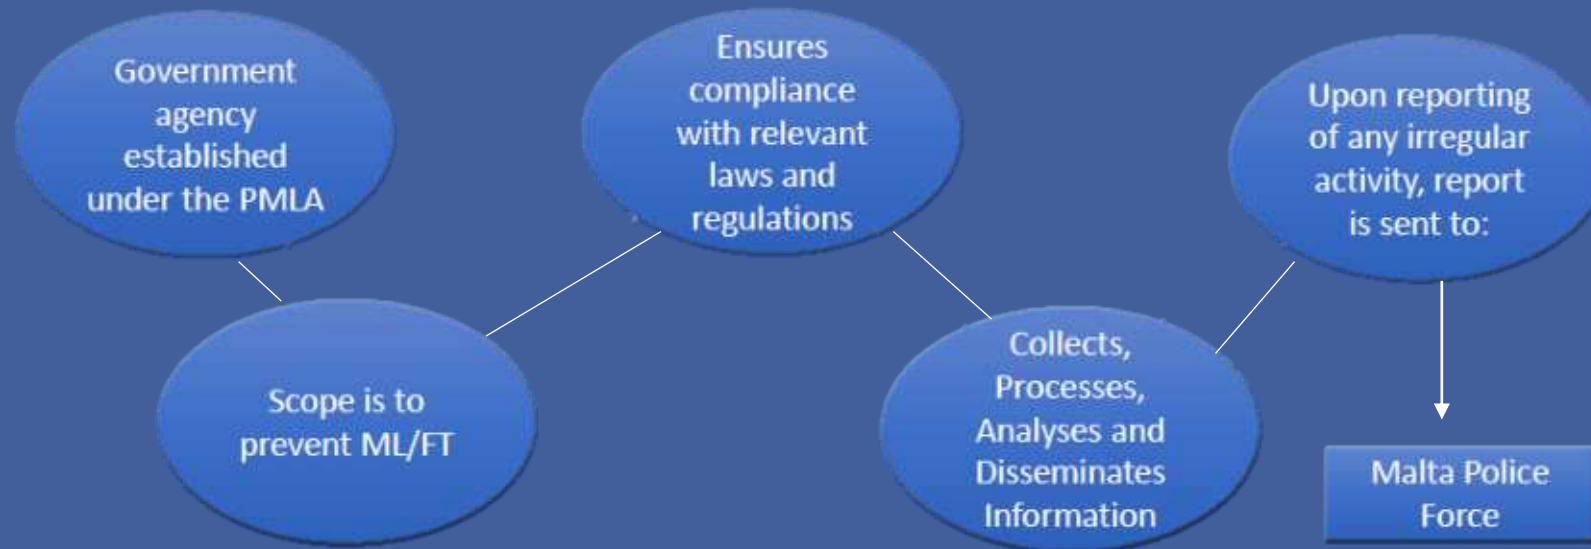 Government
agency
established
under the PMLA
Scope is to
prevent ML/FT
Ensures
compliance
with relevant
laws and
regulations
Collects,
Processes,
Analyses and
Disseminates
Information
Upon reporting
of any irregular
activity, report
is sent to:
Malta Police
Force